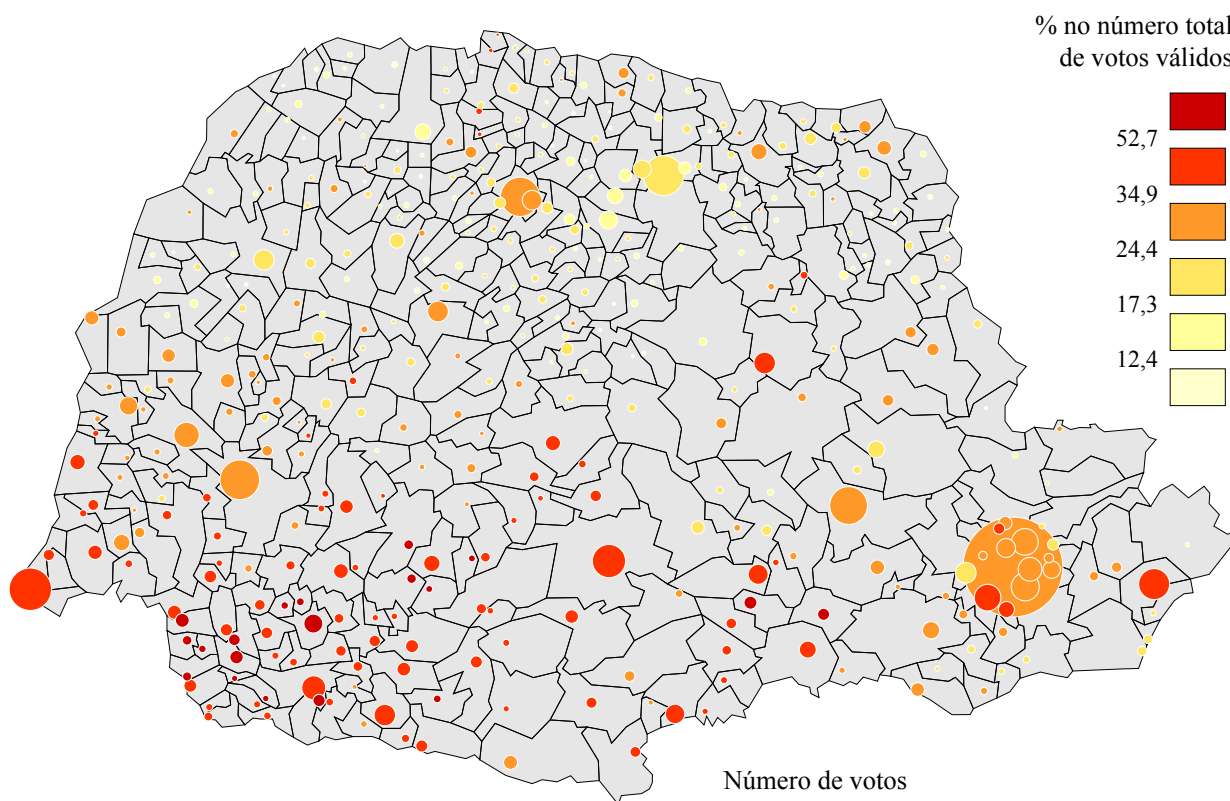 % no número total
de votos válidos
52,7
34,9
24,4
17,3
12,4
Número de votos